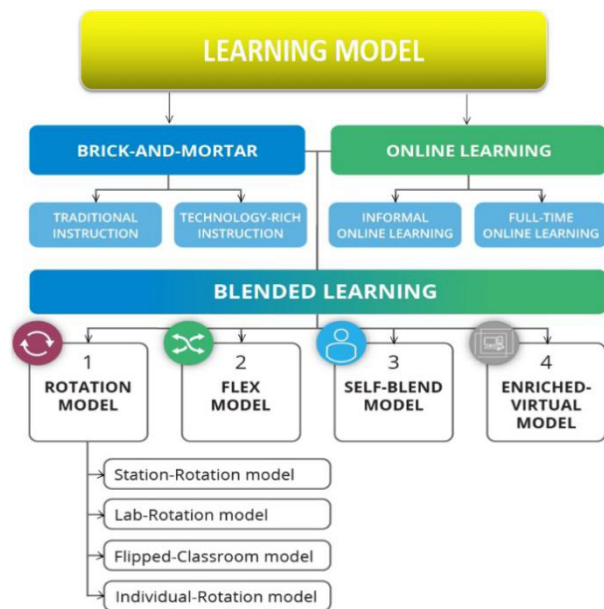 LEARNING MODEL
BRICK-AND-MORTAR
ONLINE LEARNING
TRADITIONAL
INSTRUCTION
TECHNOLOGY-RICH
INSTRUCTION
INFORMAL
ONLINE LEARNING
FULL-TIME
ONLINE LEARNING
BLENDED LEARNING
1
ROTATION
MODEL
2
FLEX
MODEL
3
SELF-BLEND
MODEL
4
ENRICHED-
VIRTUAL
MODEL
Station-Rotation model
Lab-Rotation model
Flipped-Classroom model
Individual-Rotation model